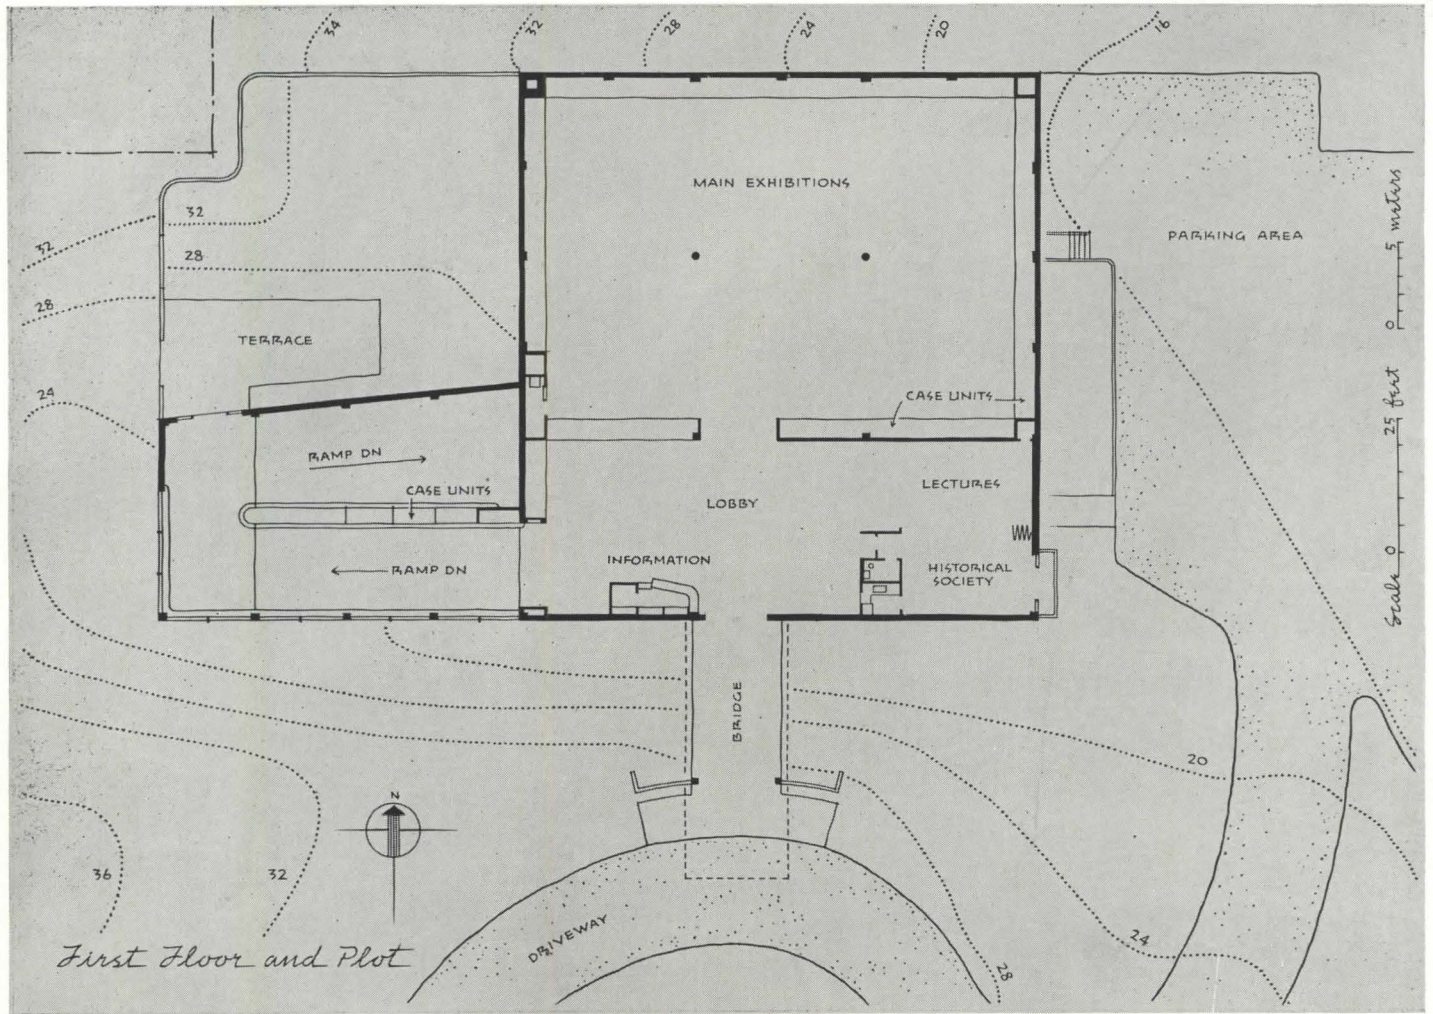 34
32
28
24
20
16
MAIN EXHIBITIONS
PARKING AREA
32
32
28
28
TERRACE
24
CASE UNITS
RAMP DN
CASE UNITS
LECTURES
LOBBY
INFORMATION
RAMP DN
HISTORICAL
SOCIETY
BRIDGE
20
N
36
32
DRIVEWAY
24
28
First Floor and Plot
Scale 0 25 feet
0 5 meters